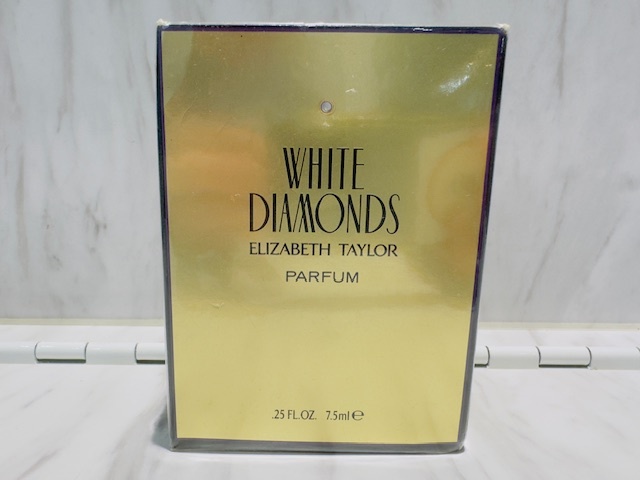 WHITE
DIAMONDS
ELIZABETH TAYLOR
PARFUM
.25 FL.OZ. 7.5ml ℮